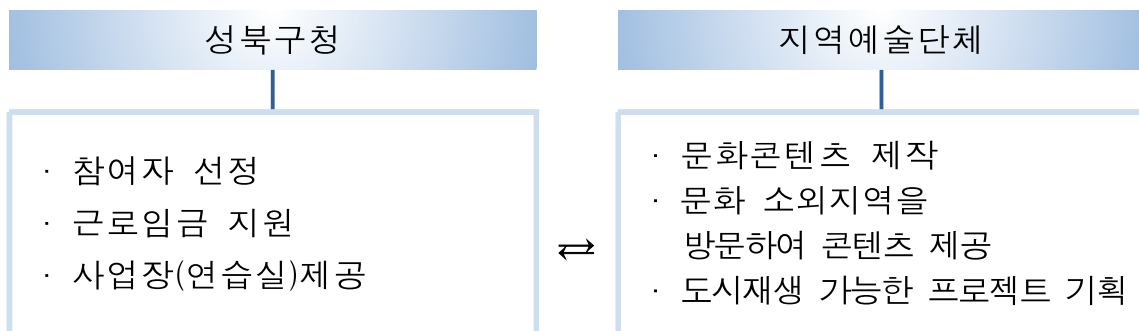 성북구청
· 참여자 선정
· 근로임금 지원
· 사업장(연습실)제공
⇄
지역예술단체
· 문화콘텐츠 제작
· 문화 소외지역을
방문하여 콘텐츠 제공
· 도시재생 가능한 프로젝트 기획